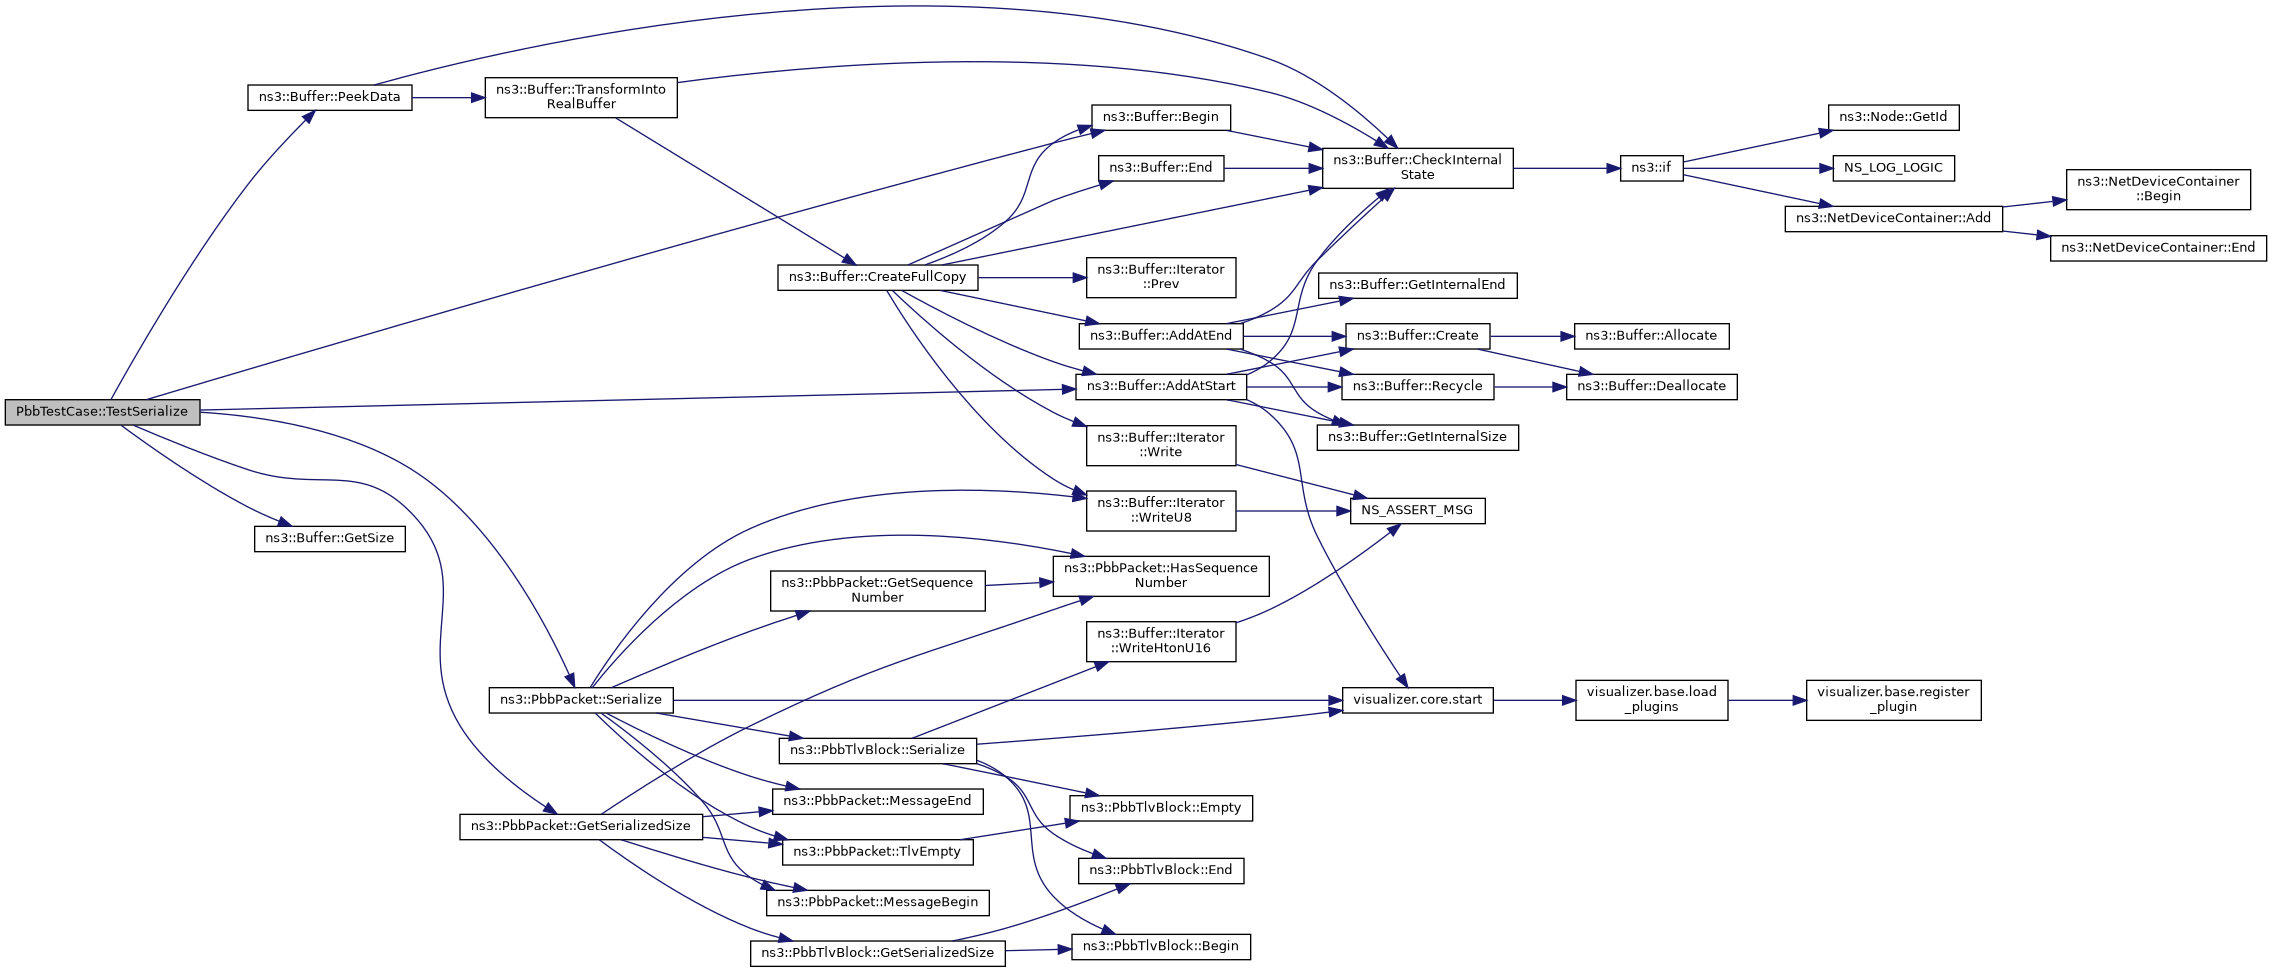 PbbTestCase::TestSerialize
ns3::Buffer::PeekData
ns3::Buffer::TransformInto
RealBuffer
ns3::Buffer::GetSize
ns3::PbbPacket::Serialize
ns3::PbbPacket::GetSerializedSize
ns3::Buffer::CreateFullCopy
ns3::PbbPacket::GetSequence
Number
ns3::PbbTlvBlock::Serialize
ns3::PbbPacket::MessageEnd
ns3::PbbPacket::TlvEmpty
ns3::PbbPacket::MessageBegin
ns3::PbbTlvBlock::GetSerializedSize
ns3::Buffer::Begin
ns3::Buffer::End
ns3::Buffer::Iterator
::Prev
ns3::Buffer::AddAtEnd
ns3::Buffer::AddAtStart
ns3::Buffer::Iterator
::Write
ns3::Buffer::Iterator
::WriteU8
ns3::PbbPacket::HasSequence
Number
ns3::Buffer::Iterator
::WriteHtonU16
ns3::PbbTlvBlock::Empty
ns3::PbbTlvBlock::End
ns3::PbbTlvBlock::Begin
ns3::Buffer::CheckInternal
State
ns3::Buffer::GetInternalEnd
ns3::Buffer::Create
ns3::Buffer::Recycle
ns3::Buffer::GetInternalSize
NS_ASSERT_MSG
visualizer.core.start
ns3::if
ns3::Buffer::Allocate
ns3::Buffer::Deallocate
visualizer.base.load
_plugins
ns3::Node::GetId
NS_LOG_LOGIC
ns3::NetDeviceContainer::Add
visualizer.base.register
_plugin
ns3::NetDeviceContainer
::Begin
ns3::NetDeviceContainer::End